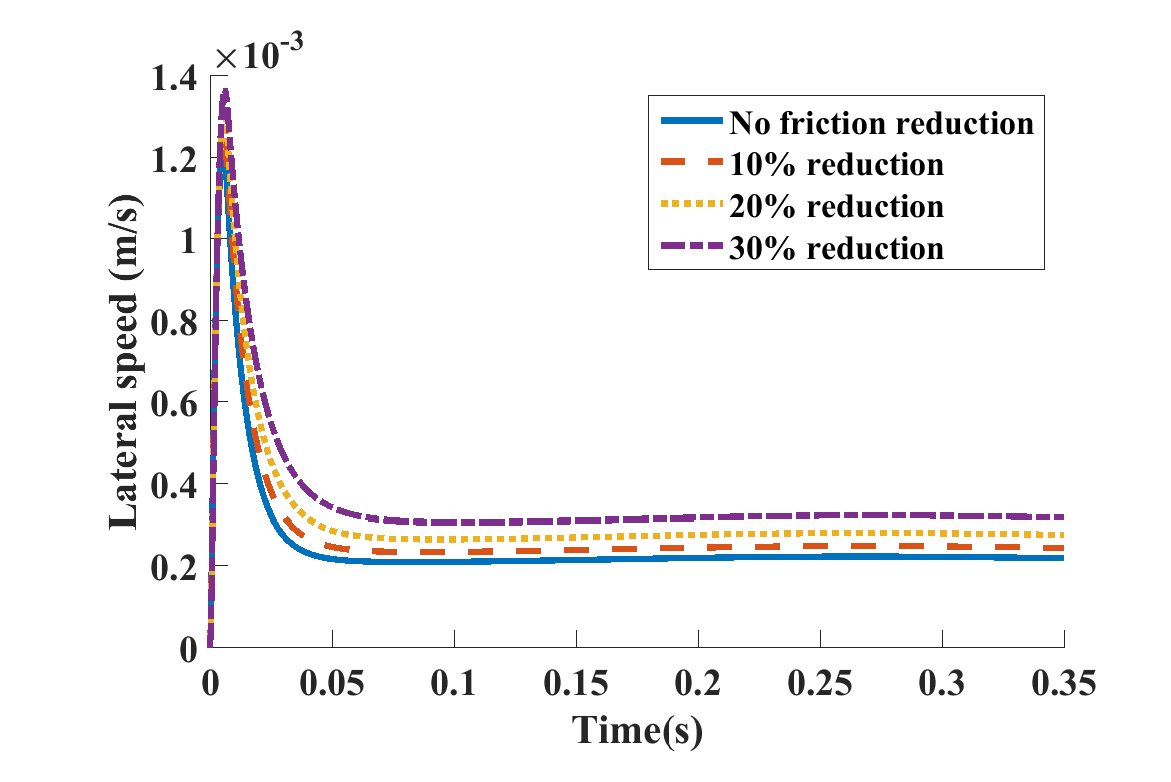 ×10-3
1.4
1.2
1
0.8
0.6
0.4
0.2
0
Lateral speed (m/s)
No friction reduction
10% reduction
20% reduction
30% reduction
0 0.05 0.1 0.15 0.2 0.25 0.3 0.35
Time(s)